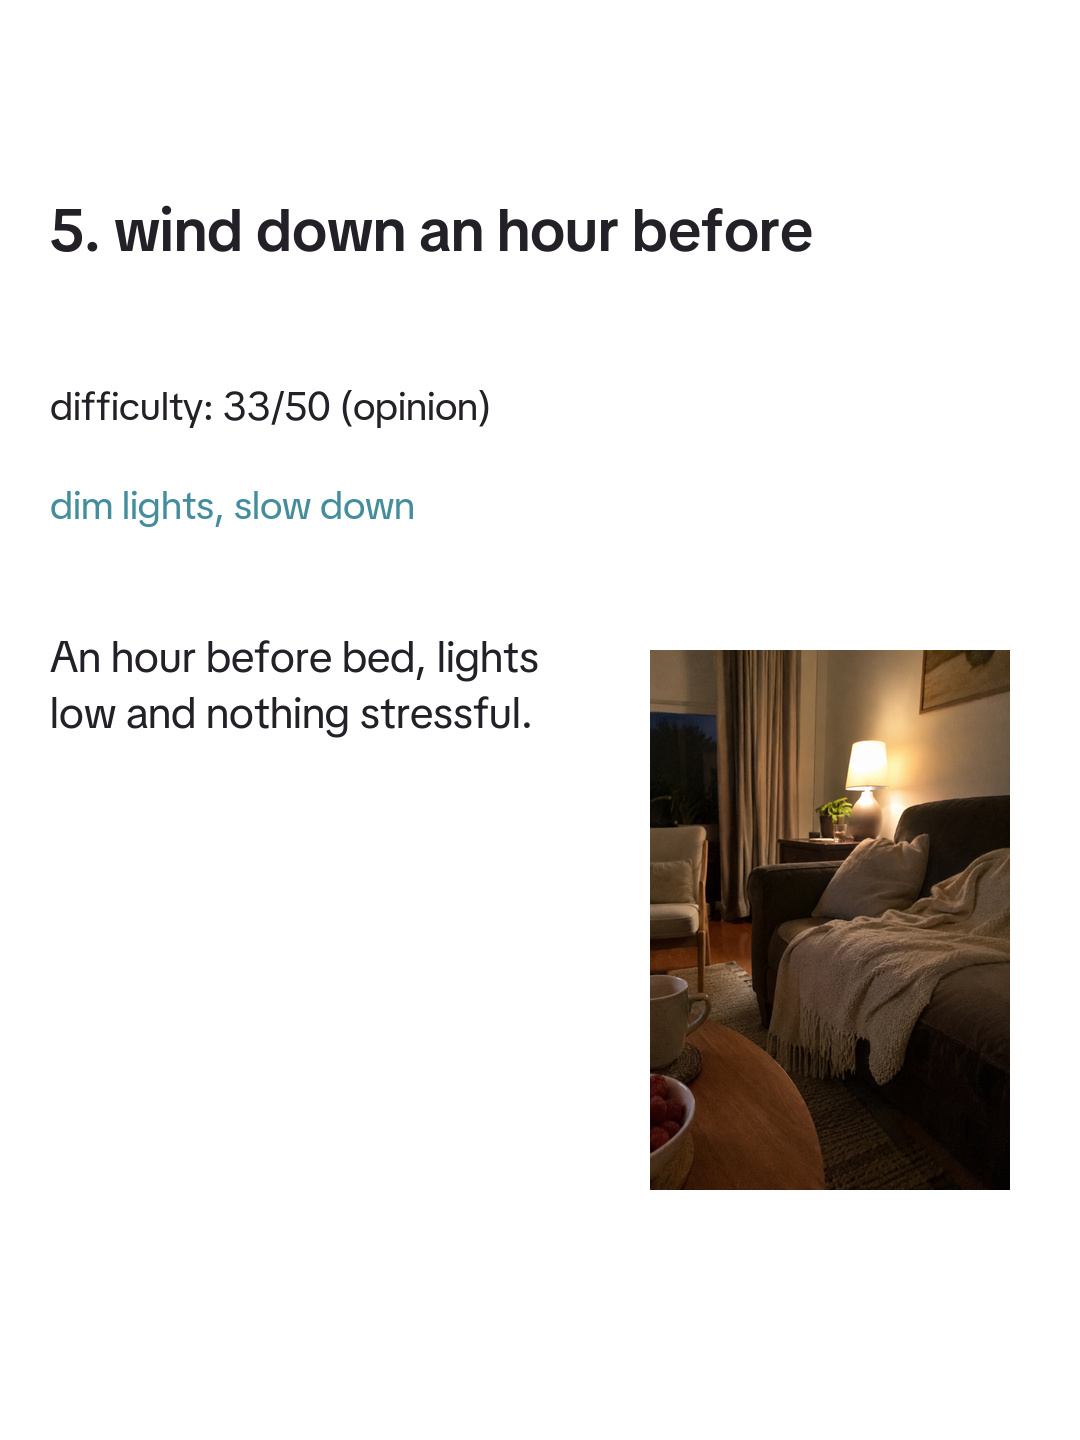 5. wind down an hour before
difficulty: 33/50 (opinion)
dim lights, slow down
An hour before bed, lights
low and nothing stressful.